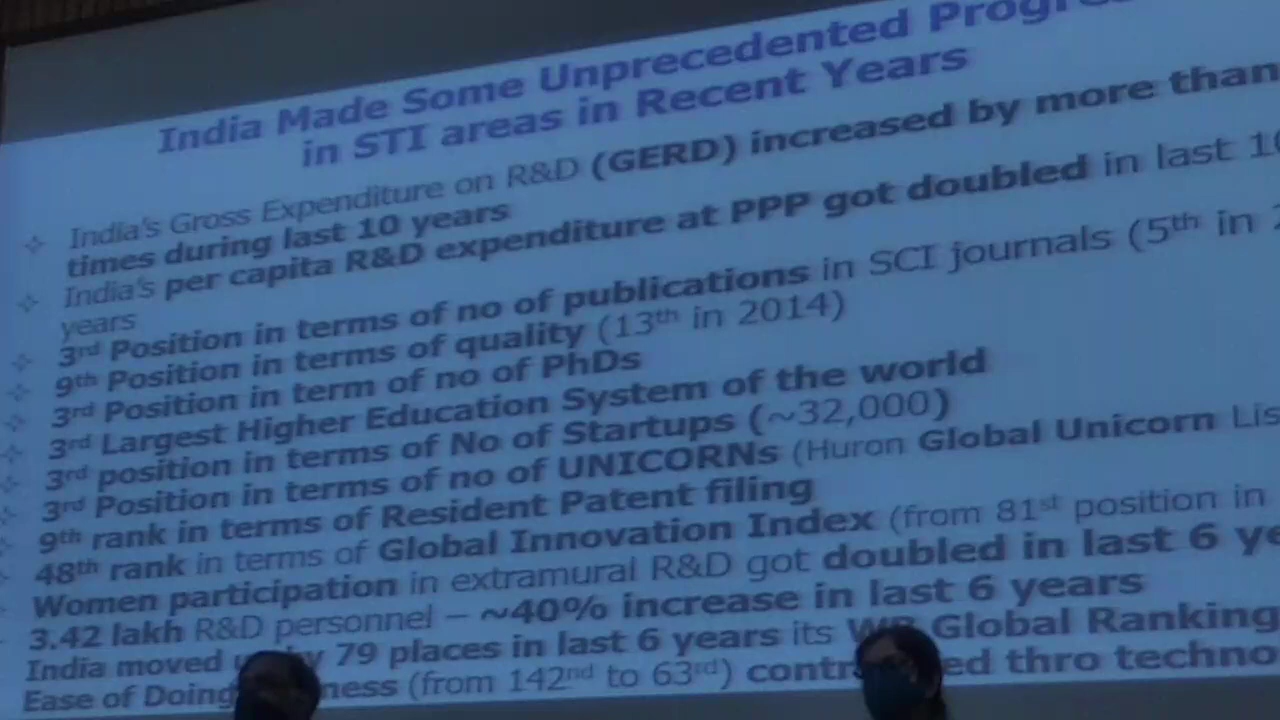 India Made Some Unprecedented
in STI areas in Recent Years
India's Gross Expenditure on R&D (GERD) increased by more than
times during last 10 years
India's per capita R&D expenditure at PPP got doubled in last
years
3rd Position in terms of no of publications in SCI journals (5th in
9th Position in terms of quality (13th in 2014)
3rd Position in term of no of PhDs
3rd Largest Higher Education System of the world
3rd position in terms of No of Startups (~32,000)
3rd Position in terms of no of UNICORNs (Huron Global Unicorn
9th rank in terms of Resident Patent filing
48th rank in terms of Global Innovation Index (from 81st position in
Women participation in extramural R&D got doubled in last 6
3.42 lakh R&D personnel – ~40% increase in last 6 years
India moved 79 places in last 6 years its Global Ranking
Ease of Doing (from 142nd to 63rd) thro